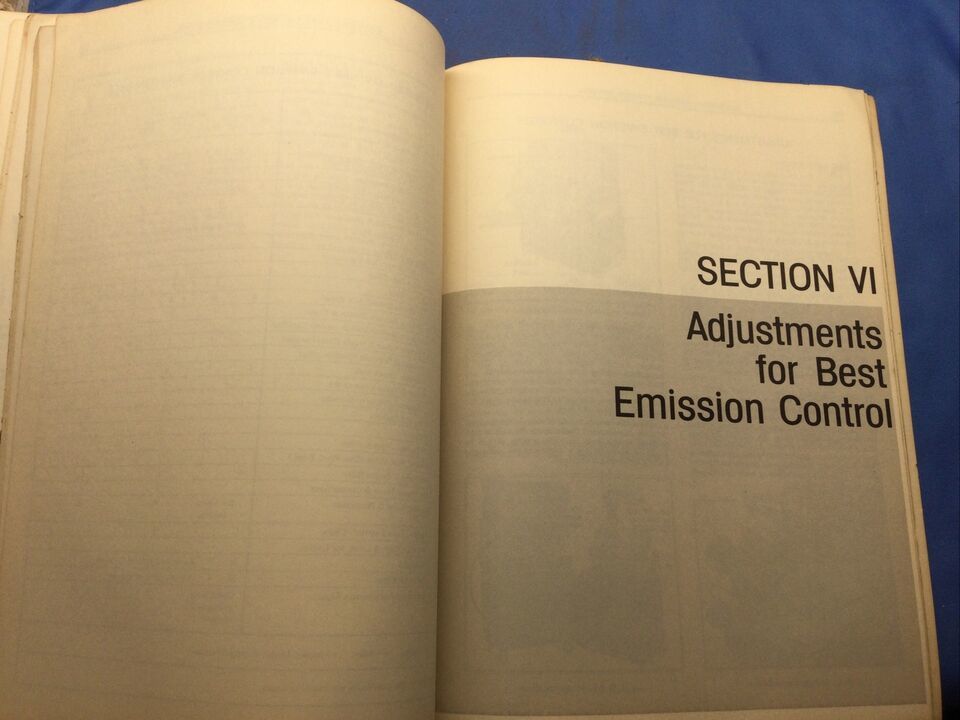 SECTION VI
Adjustments
for Best
Emission Control